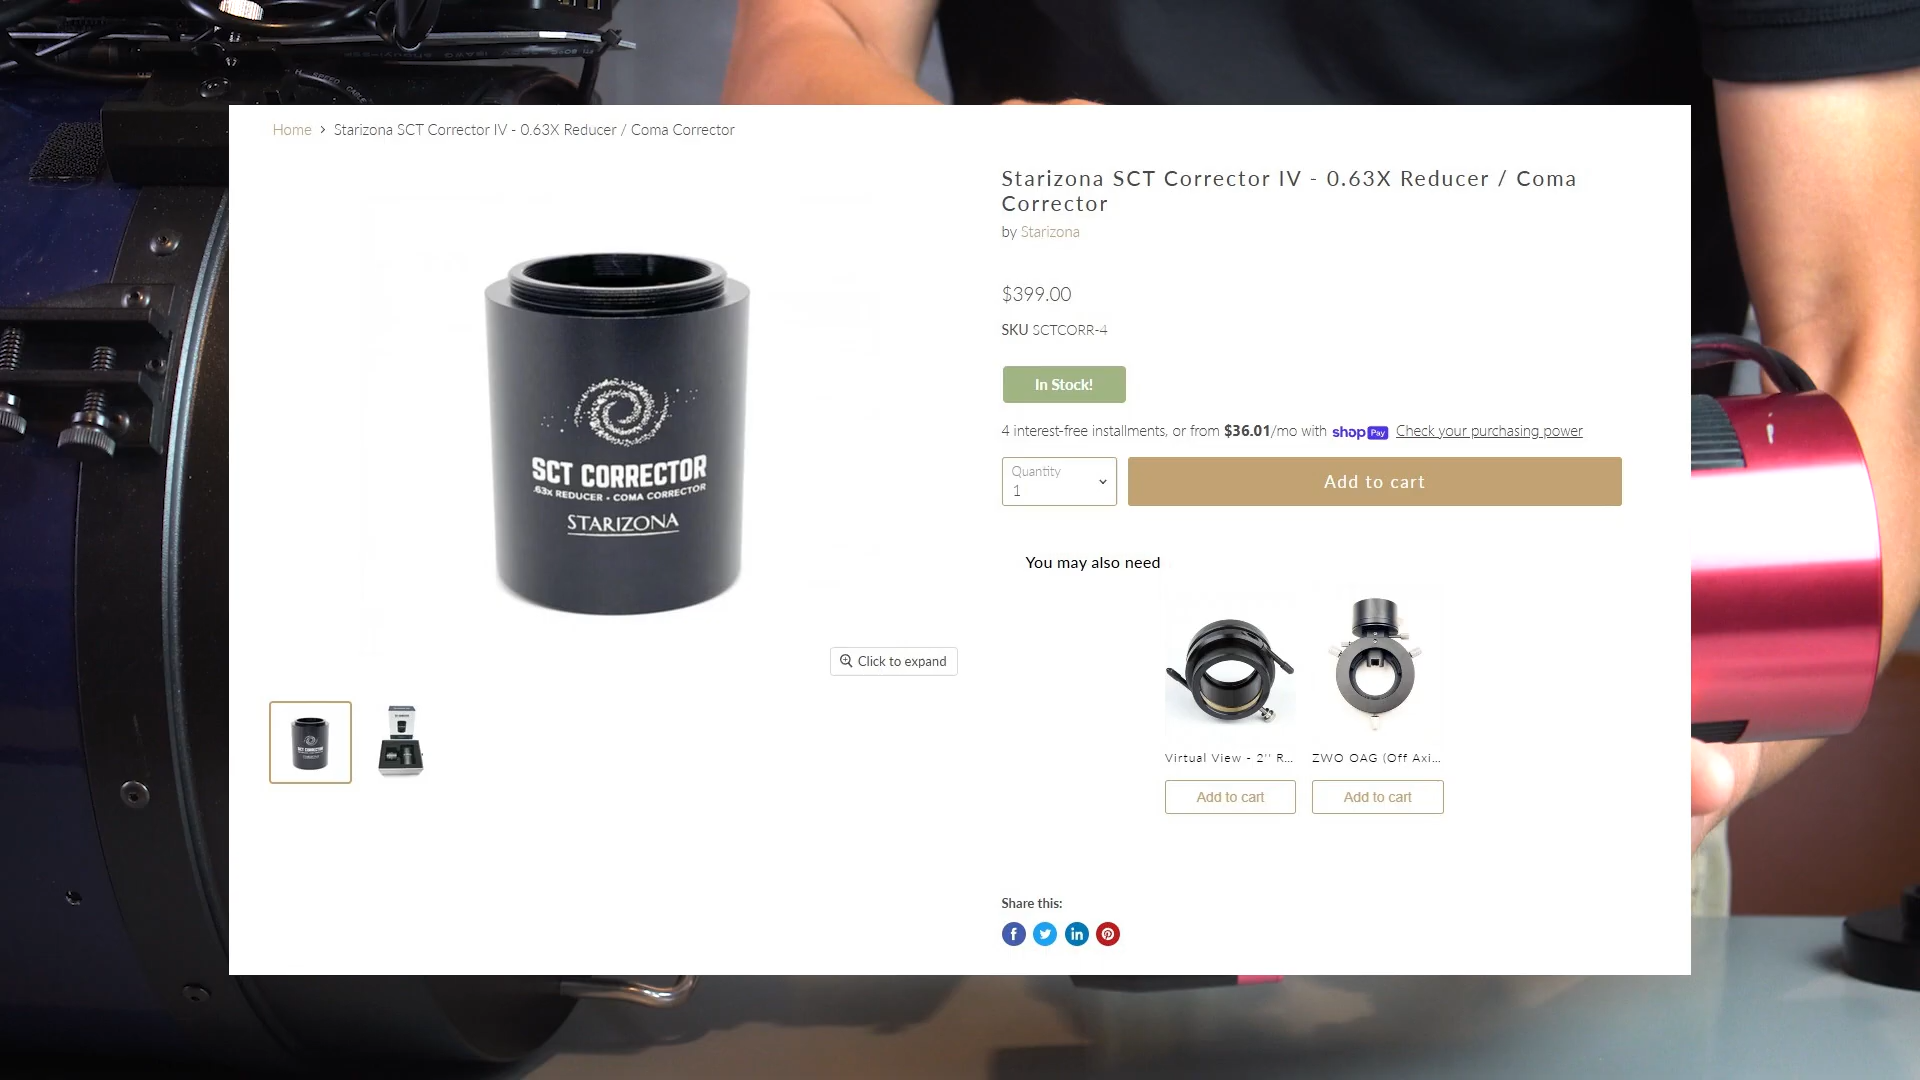 Home > Starizona SCT Corrector IV - 0.63X Reducer / Coma Corrector
SCT CORRECTOR
.63X REDUCER • COMA CORRECTOR
STARIZONA
Click to expand
SCT CORRECTOR
Starizona SCT Corrector IV - 0.63X Reducer / Coma
Corrector
by Starizona
$399.00
SKU SCTCORR-4
In Stock!
4 interest-free installments, or from $36.01/mo with shop Pay Check your purchasing power
Quantity
1
Add to cart
You may also need
Virtual View - 2'' R...
ZWO OAG (Off Axi...
Add to cart
Add to cart
Share this: